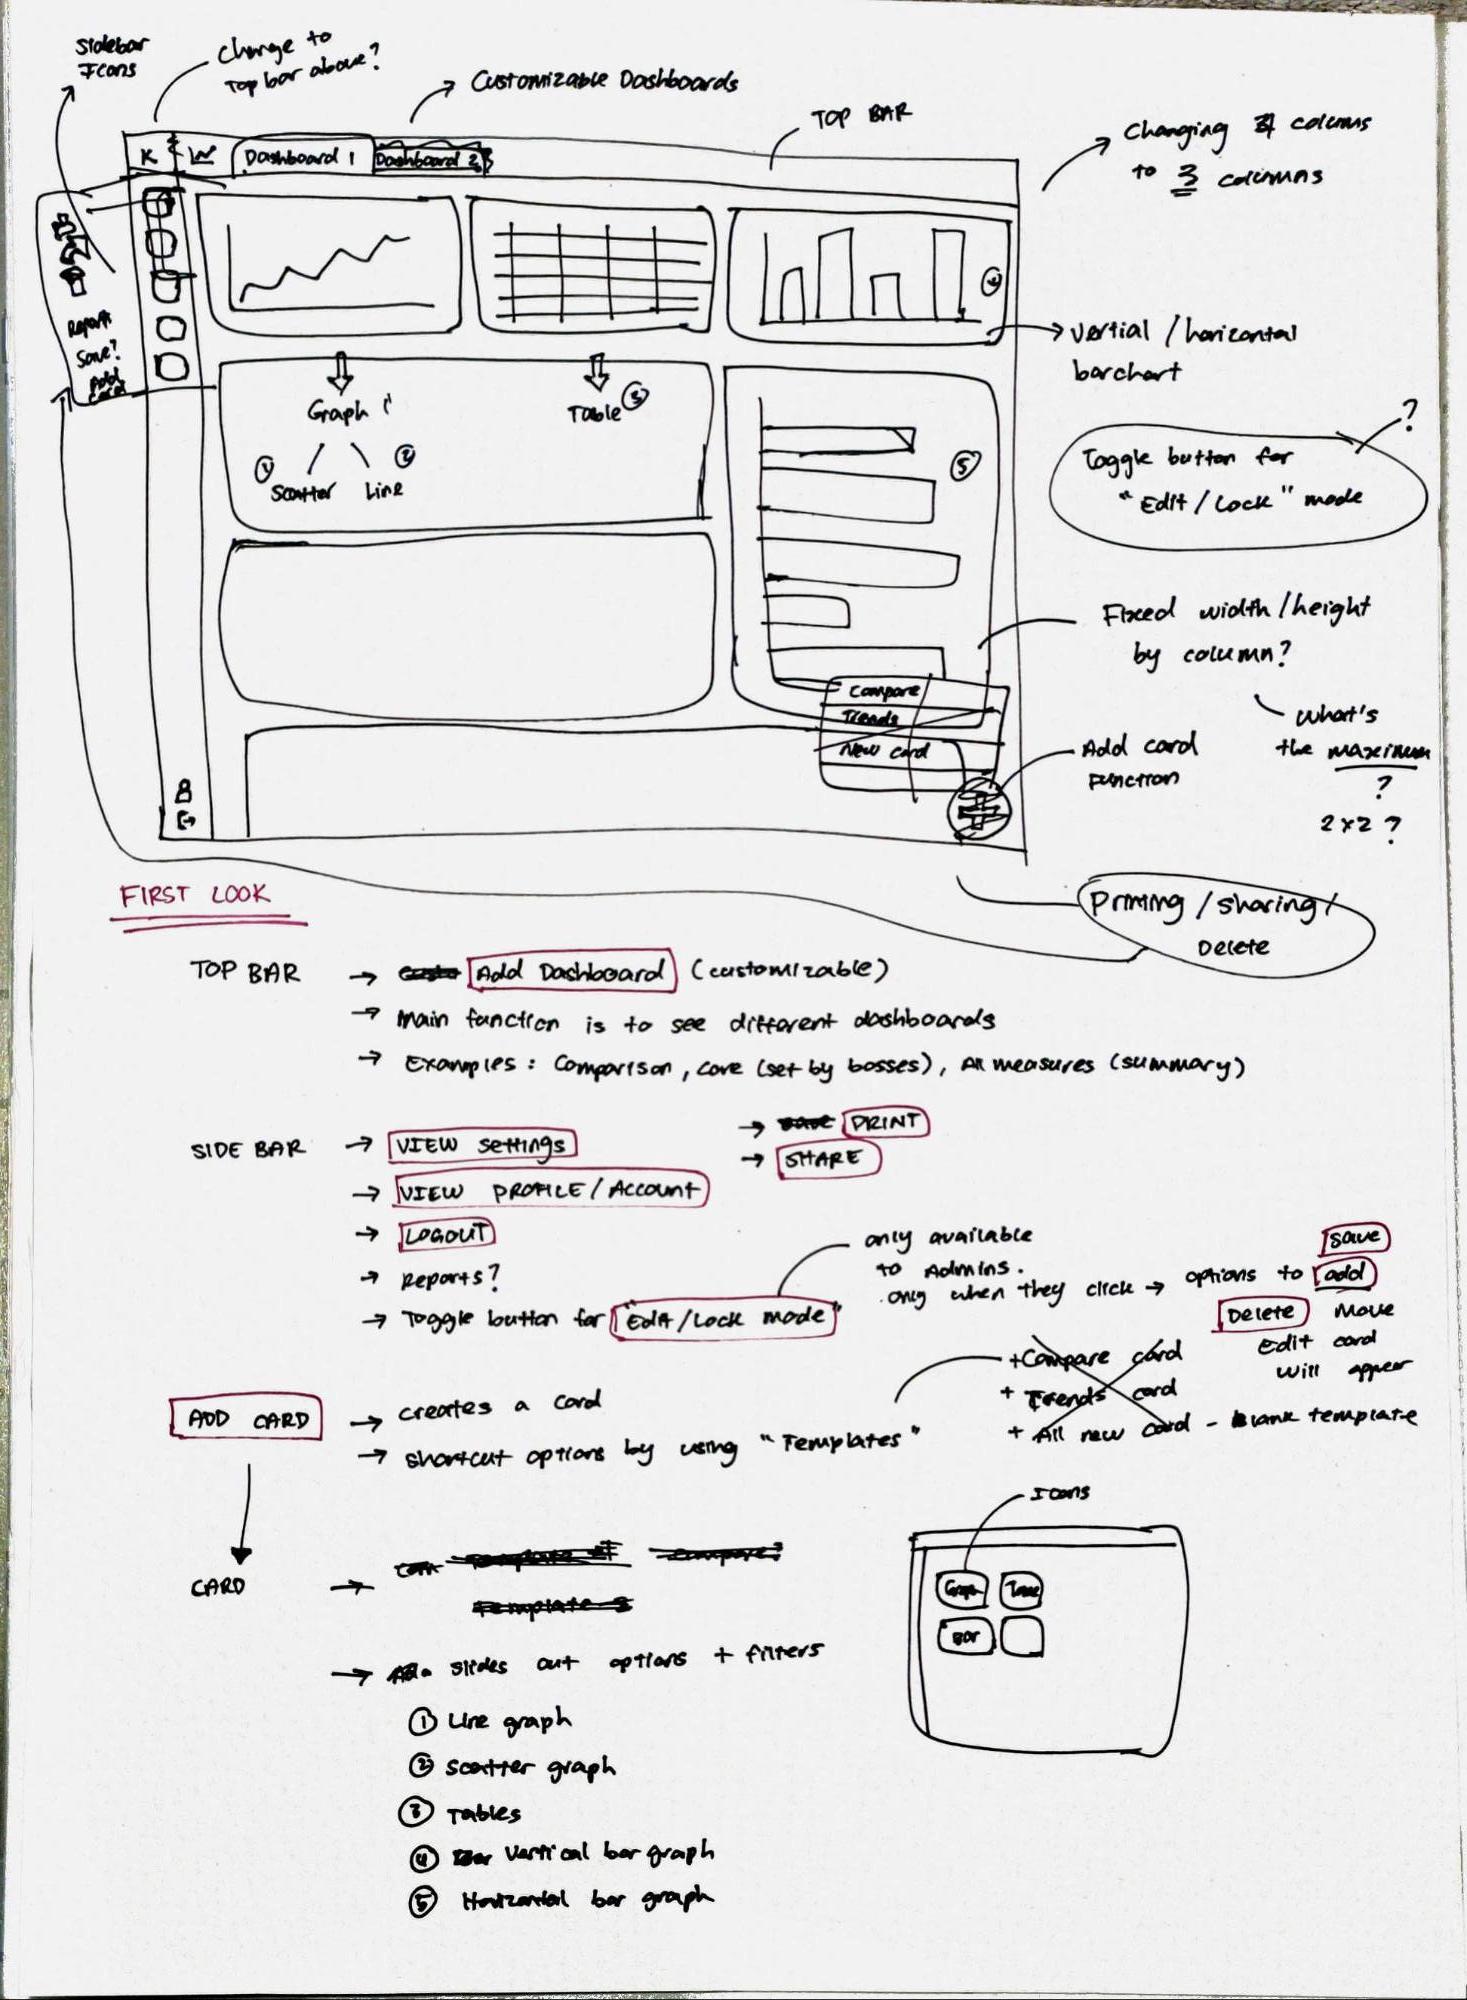 Sidebar
Icons
Change to
Top bar above?
Customizable Dashboards
TOP BAR
Changing 4 columns
to 3 columns
K
Dashboard 1
Dashboard 2
Report?
Save?
Add
card
Graph
Table 3
1
2
Scatter
Line
4
vertial / horizontal
barchart
?
Toggle button for
"Edit / Lock" mode
5
Fixed width / height
by column?
What's
the maximum
?
2x2 ?
Compare
Trends
New card
Add card
Function
Printing / sharing /
Delete
FIRST LOOK
TOP BAR → Add Dashboard (customizable)
→ Main function is to see different dashboards
→ Examples : Comparison, core (set by bosses), All measures (summary)
SIDE BAR → VIEW settings
→ PRINT
→ SHARE
→ VIEW PROFILE / Account
→ LOGOUT
→ Reports?
→ Toggle button for "Edit / Lock mode"
only available
to Admins.
only when they click → options to
save
add
Delete Move
Edit card
will appear
ADD CARD → creates a card
→ shortcut options by using "Templates"
+ Compare card
+ Trends card
+ All new card - Blank template
CARD →
Template
Compare?
Template 3
→ slides out options + filters
1 Line graph
2 scatter graph
3 Tables
4 Vertical bar graph
5 Horizontal bar graph
Icons
Graph
Table
Bar